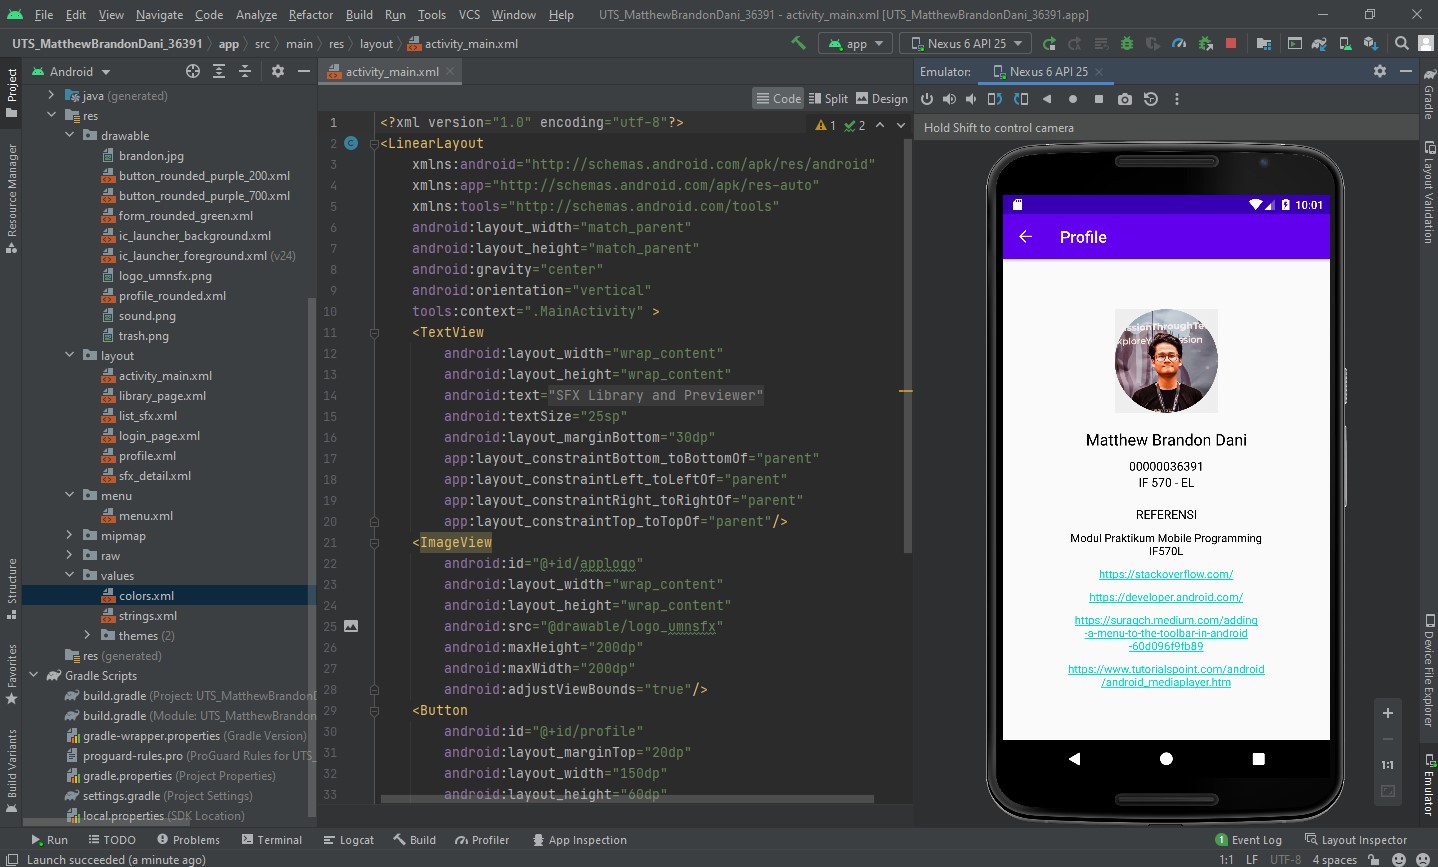 File Edit View Navigate Code Analyze Refactor Build Run Tools VCS Window Help UTS_MatthewBrandonDani_36391 - activity_main.xml [UTS_MatthewBrandonDani_36391.app]
UTS_MatthewBrandonDani_36391 app src main res layout activity_main.xml app Nexus 6 API 25
Project
Resource Manager
Structure
Favorites
Build Variants
Android
java (generated)
res
drawable
brandon.jpg
button_rounded_purple_200.xml
button_rounded_purple_700.xml
form_rounded_green.xml
ic_launcher_background.xml
ic_launcher_foreground.xml (v24)
logo_umnsfx.png
profile_rounded.xml
sound.png
trash.png
layout
activity_main.xml
library_page.xml
list_sfx.xml
login_page.xml
profile.xml
sfx_detail.xml
menu
menu.xml
mipmap
raw
values
colors.xml
strings.xml
themes (2)
res (generated)
Gradle Scripts
build.gradle (Project: UTS_MatthewBrandonD
build.gradle (Module: UTS_MatthewBrandon
gradle-wrapper.properties (Gradle Version)
proguard-rules.pro (ProGuard Rules for UTS_
gradle.properties (Project Properties)
settings.gradle (Project Settings)
local.properties (SDK Location)
activity_main.xml
Code Split Design
1 2
1 <?xml version="1.0" encoding="utf-8"?>
2 <LinearLayout
3 xmlns:android="http://schemas.android.com/apk/res/android"
4 xmlns:app="http://schemas.android.com/apk/res-auto"
5 xmlns:tools="http://schemas.android.com/tools"
6 android:layout_width="match_parent"
7 android:layout_height="match_parent"
8 android:gravity="center"
9 android:orientation="vertical"
10 tools:context=".MainActivity" >
11 <TextView
12 android:layout_width="wrap_content"
13 android:layout_height="wrap_content"
14 android:text="SFX Library and Previewer"
15 android:textSize="25sp"
16 android:layout_marginBottom="30dp"
17 app:layout_constraintBottom_toBottomOf="parent"
18 app:layout_constraintLeft_toLeftOf="parent"
19 app:layout_constraintRight_toRightOf="parent"
20 app:layout_constraintTop_toTopOf="parent"/>
21 <ImageView
22 android:id="@+id/applogo"
23 android:layout_width="wrap_content"
24 android:layout_height="wrap_content"
25 android:src="@drawable/logo_umnsfx"
26 android:maxHeight="200dp"
27 android:maxWidth="200dp"
28 android:adjustViewBounds="true"/>
29 <Button
30 android:id="@+id/profile"
31 android:layout_marginTop="20dp"
32 android:layout_width="150dp"
33 android:layout_height="60dp"
Emulator: Nexus 6 API 25
Hold Shift to control camera
10:01
Profile
Matthew Brandon Dani
00000036391
IF 570 - EL
REFERENSI
Modul Praktikum Mobile Programming
IF570L
https://stackoverflow.com/
https://developer.android.com/
https://suragch.medium.com/adding
-a-menu-to-the-toolbar-in-android
-60d096f9fb89
https://www.tutorialspoint.com/android
/android_mediaplayer.htm
1:1
Gradle
Layout Validation
Device File Explorer
Emulator
Run TODO Problems Terminal Logcat Build Profiler App Inspection 1 Event Log Layout Inspector
Launch succeeded (a minute ago) 1:1 LF UTF-8 4 spaces